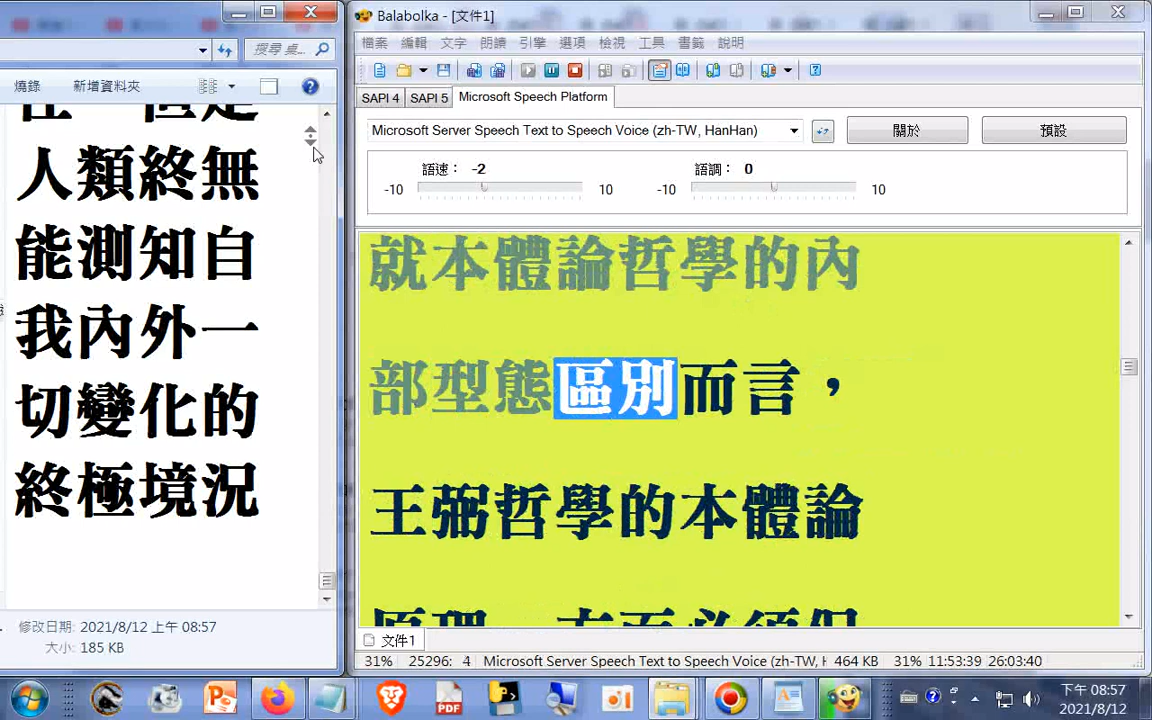 搜尋 桌...
燒錄 新增資料夾
人類終無
能測知自
我內外一
切變化的
終極境況
修改日期: 2021/8/12 上午 08:57
大小: 185 KB
Balabolka - [文件1]
檔案 編輯 文字 朗讀 引擎 選項 檢視 工具 書籤 說明
SAPI 4 SAPI 5 Microsoft Speech Platform
Microsoft Server Speech Text to Speech Voice (zh-TW, HanHan) 關於 預設
語速： -2 語調： 0
-10 10 -10 10
就本體論哲學的內
部型態區別而言，
王弼哲學的本體論
原理一方面必須但
文件1
31% 25296: 4 Microsoft Server Speech Text to Speech Voice (zh-TW, H 464 KB 31% 11:53:39 26:03:40
PDF
下午 08:57
2021/8/12